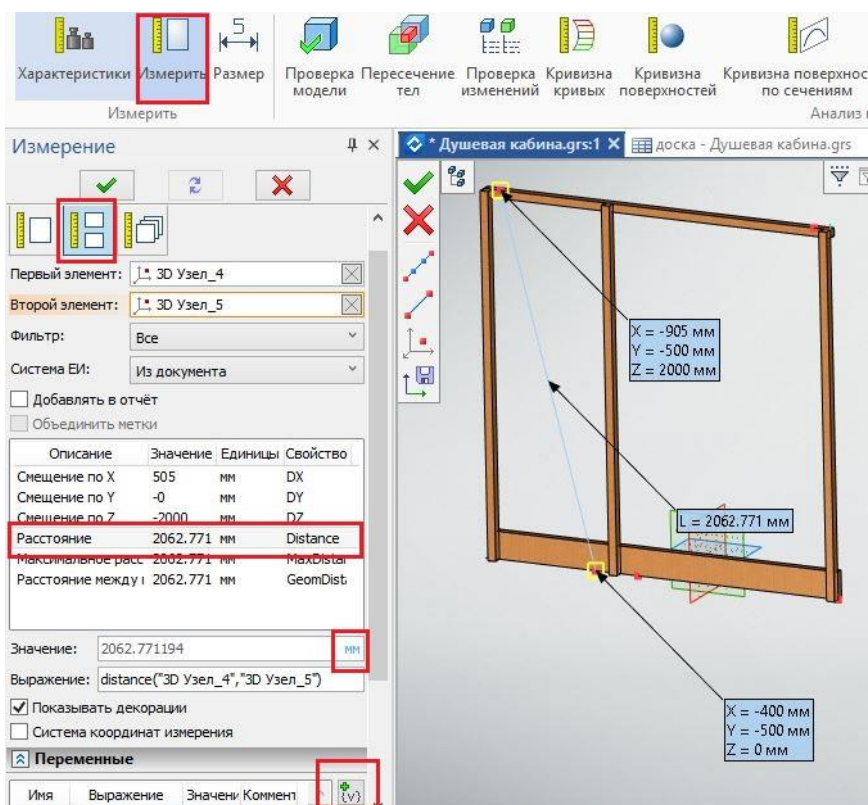 5
Характеристики Измерить Размер Проверка модели Пересечение тел Проверка изменений Кривизна кривых Кривизна поверхностей Кривизна поверхнос по сечениям
Измерить Анализ
Измерение
* Душевая кабина.grs:1 доска - Душевая кабина.grs
Первый элемент: 3D Узел_4
Второй элемент: 3D Узел_5
Фильтр: Все
Система ЕИ: Из документа
Добавлять в отчёт
Объединить метки
Описание Значение Единицы Свойство
Смещение по X 505 мм DX
Смещение по Y -0 мм DY
Смещение по Z -2000 мм DZ
Расстояние 2062.771 мм Distance
Максимальное расс 2062.771 мм MaxDistar
Расстояние между 2062.771 мм GeomDist
Значение: 2062.771194 мм
Выражение: distance("3D Узел_4","3D Узел_5")
Показывать декорации
Система координат измерения
Переменные
Имя Выражение Значени Коммент {v}
X = -905 мм
Y = -500 мм
Z = 2000 мм
L = 2062.771 мм
X = -400 мм
Y = -500 мм
Z = 0 мм